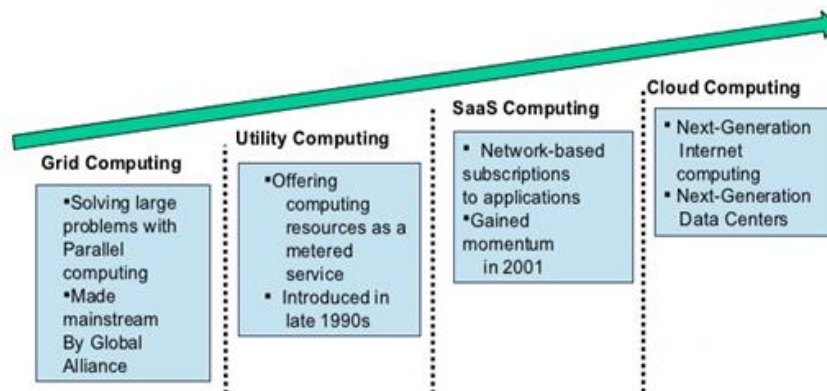 Grid Computing
▪Solving large
problems with
Parallel
computing
▪Made
mainstream
By Global
Alliance
Utility Computing
▪Offering
computing
resources as a
metered
service
▪ Introduced in
late 1990s
SaaS Computing
▪ Network-based
subscriptions
to applications
▪Gained
momentum
in 2001
Cloud Computing
▪ Next-Generation
Internet
computing
▪ Next-Generation
Data Centers